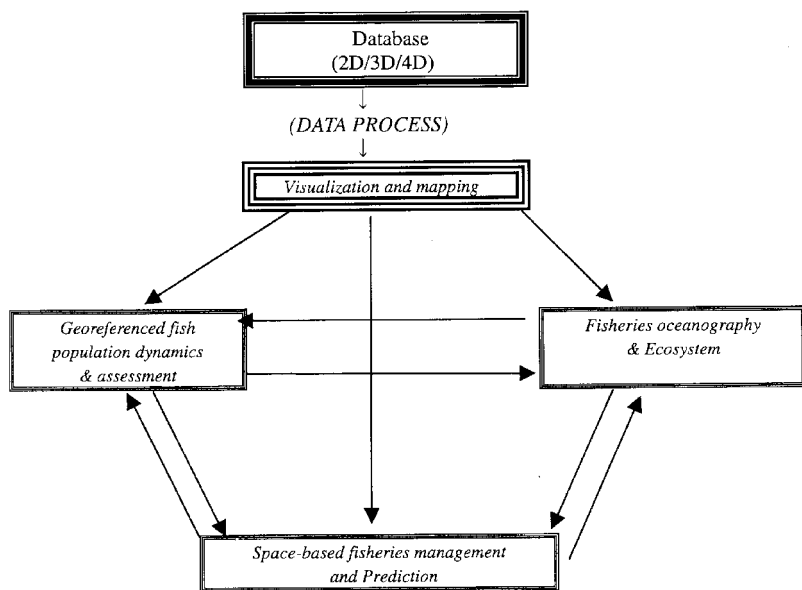 Database
(2D/3D/4D)
↓
(DATA PROCESS)
↓
Visualization and mapping
Georeferenced fish
population dynamics
& assessment
Fisheries oceanography
& Ecosystem
Space-based fisheries management
and Prediction